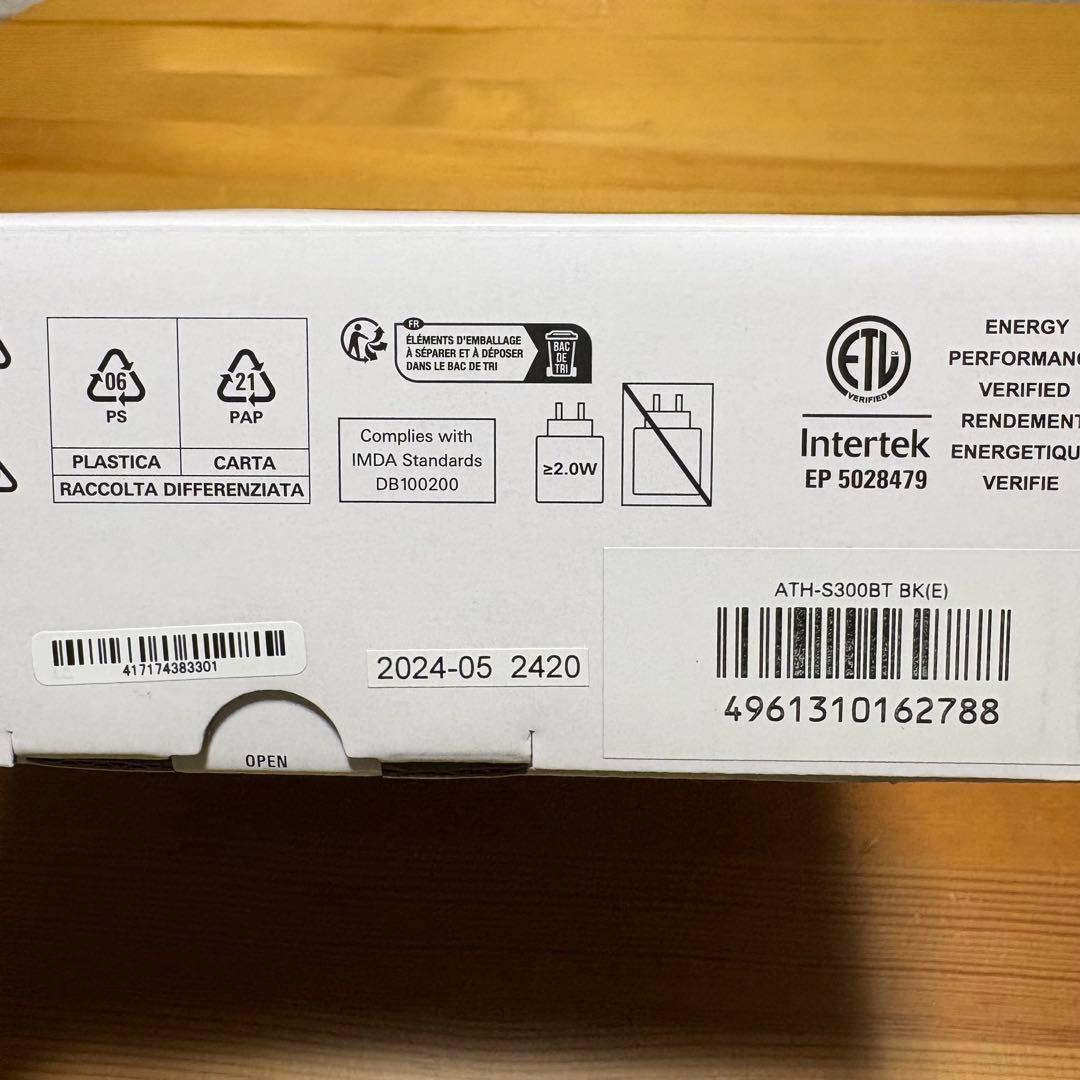 06
PS
21
PAP
PLASTICA
CARTA
RACCOLTA DIFFERENZIATA
FR
ÉLÉMENTS D'EMBALLAGE
À SÉPARER ET À DÉPOSER
DANS LE BAC DE TRI
BAC
DE
TRI
Complies with
IMDA Standards
DB100200
≥2.0W
ETL
CM
VERIFIED
Intertek
EP 5028479
ENERGY
PERFORMANC
VERIFIED
RENDEMENT
ENERGETIQU
VERIFIE
417174383301
2024-05 2420
ATH-S300BT BK(E)
4961310162788
OPEN